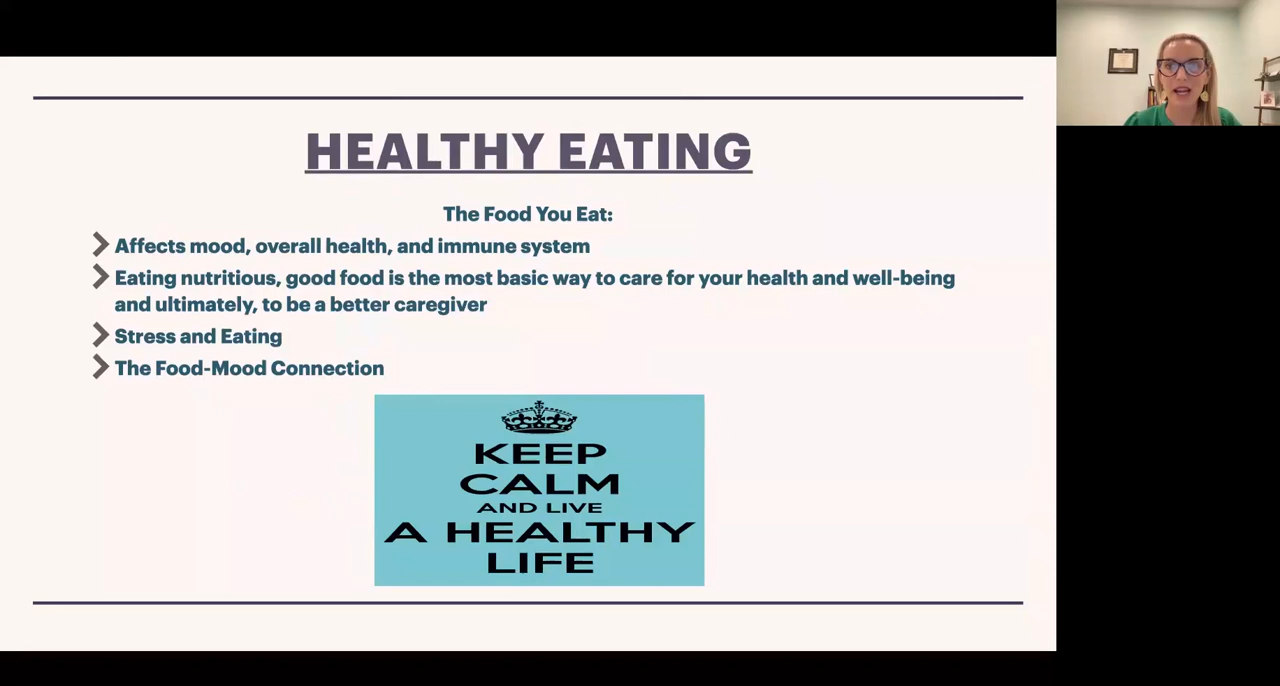 HEALTHY EATING
The Food You Eat:
Affects mood, overall health, and immune system
Eating nutritious, good food is the most basic way to care for your health and well-being
and ultimately, to be a better caregiver
Stress and Eating
The Food-Mood Connection
KEEP
CALM
AND LIVE
A HEALTHY
LIFE